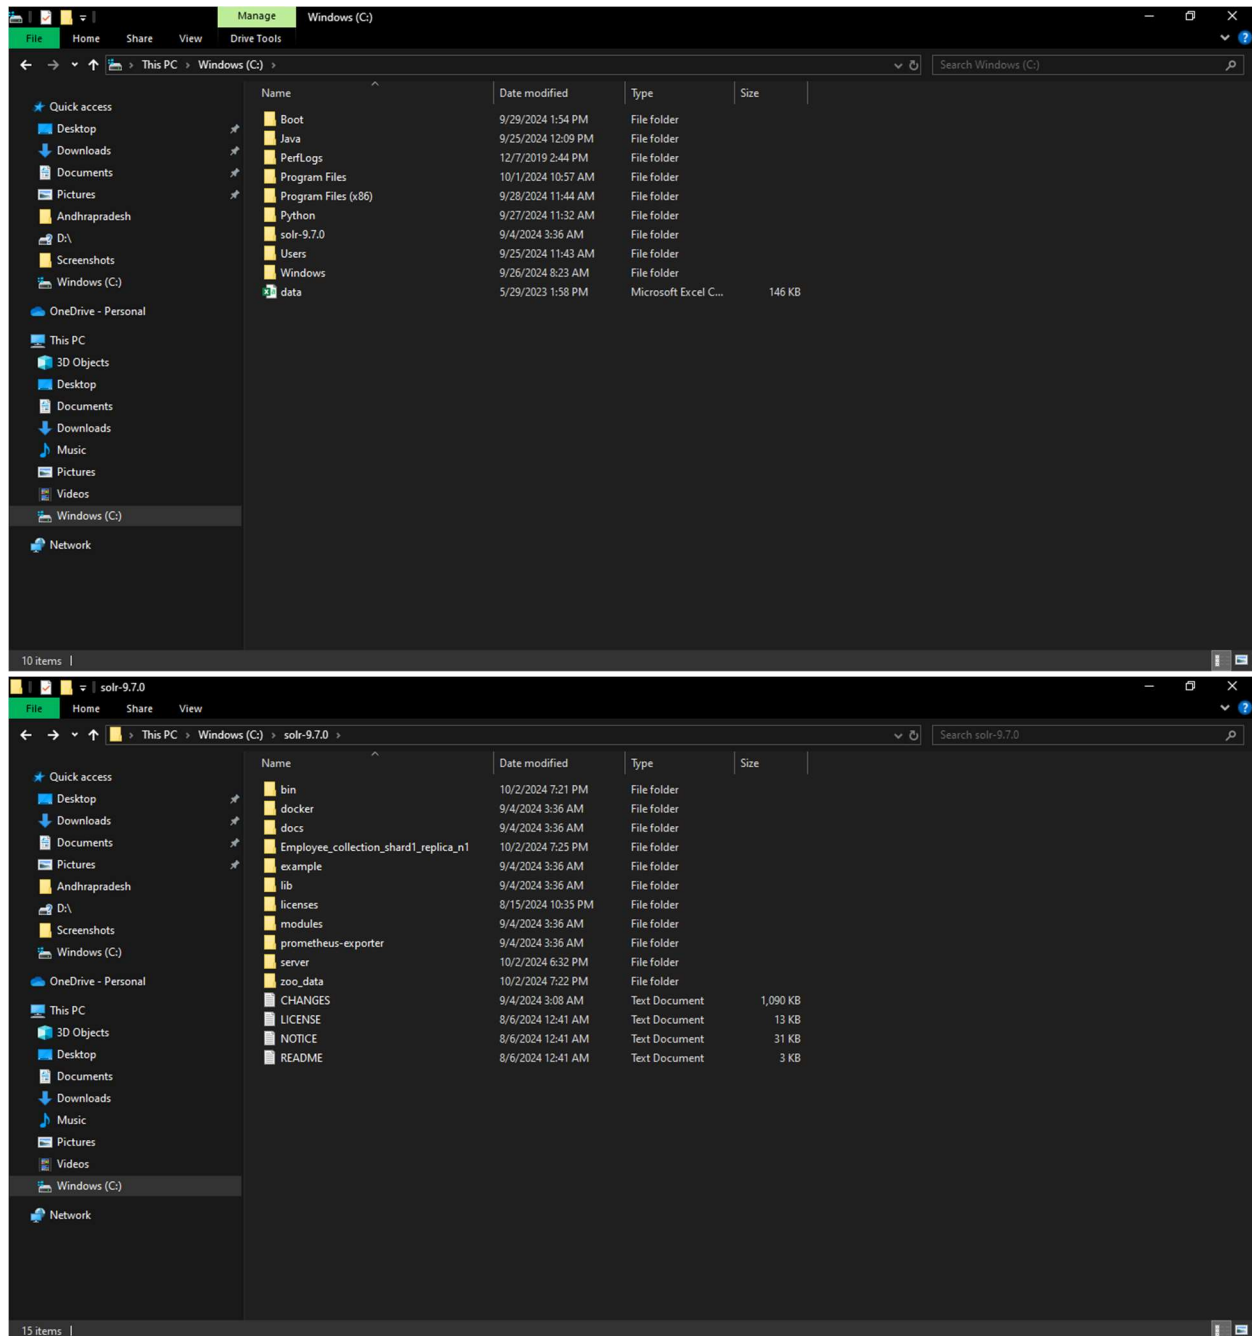 Manage Windows (C:)
File Home Share View Drive Tools
This PC > Windows (C:) >
Search Windows (C:)
Name Date modified Type Size
Quick access
Desktop
Downloads
Documents
Pictures
Andhrapradesh
D:\
Screenshots
Windows (C:)
OneDrive - Personal
This PC
3D Objects
Desktop
Documents
Downloads
Music
Pictures
Videos
Windows (C:)
Network
Boot 9/29/2024 1:54 PM File folder
Java 9/25/2024 12:09 PM File folder
PerfLogs 12/7/2019 2:44 PM File folder
Program Files 10/1/2024 10:57 AM File folder
Program Files (x86) 9/28/2024 11:44 AM File folder
Python 9/27/2024 11:32 AM File folder
solr-9.7.0 9/4/2024 3:36 AM File folder
Users 9/25/2024 11:43 AM File folder
Windows 9/26/2024 8:23 AM File folder
data 5/29/2023 1:58 PM Microsoft Excel C... 146 KB
10 items
solr-9.7.0
File Home Share View
This PC > Windows (C:) > solr-9.7.0 >
Search solr-9.7.0
Name Date modified Type Size
Quick access
Desktop
Downloads
Documents
Pictures
Andhrapradesh
D:\
Screenshots
Windows (C:)
OneDrive - Personal
This PC
3D Objects
Desktop
Documents
Downloads
Music
Pictures
Videos
Windows (C:)
Network
bin 10/2/2024 7:21 PM File folder
docker 9/4/2024 3:36 AM File folder
docs 9/4/2024 3:36 AM File folder
Employee_collection_shard1_replica_n1 10/2/2024 7:25 PM File folder
example 9/4/2024 3:36 AM File folder
lib 9/4/2024 3:36 AM File folder
licenses 8/15/2024 10:35 PM File folder
modules 9/4/2024 3:36 AM File folder
prometheus-exporter 9/4/2024 3:36 AM File folder
server 10/2/2024 6:32 PM File folder
zoo_data 10/2/2024 7:22 PM File folder
CHANGES 9/4/2024 3:08 AM Text Document 1,090 KB
LICENSE 8/6/2024 12:41 AM Text Document 13 KB
NOTICE 8/6/2024 12:41 AM Text Document 31 KB
README 8/6/2024 12:41 AM Text Document 3 KB
15 items